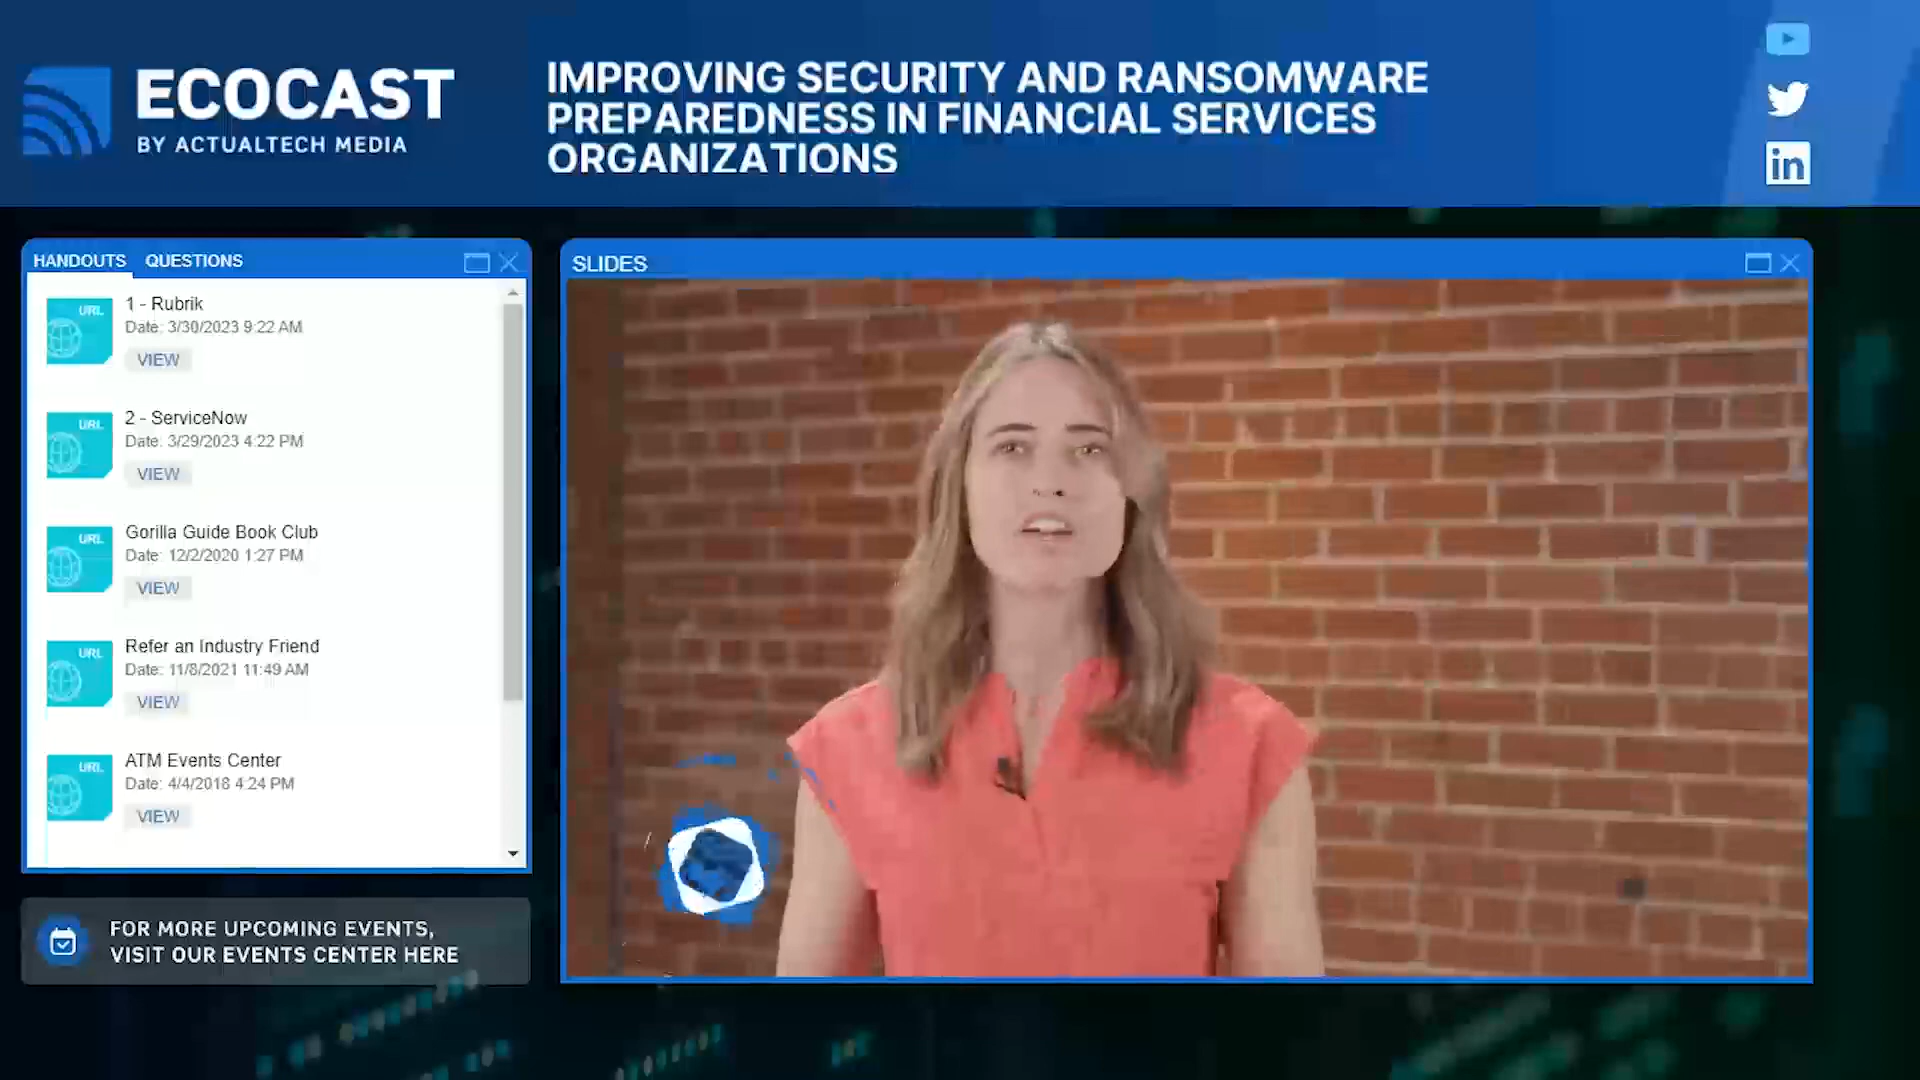 ECOCAST
BY ACTUALTECH MEDIA
IMPROVING SECURITY AND RANSOMWARE
PREPAREDNESS IN FINANCIAL SERVICES
ORGANIZATIONS
in
HANDOUTS QUESTIONS
URL
1 - Rubrik
Date: 3/30/2023 9:22 AM
VIEW
URL
2 - ServiceNow
Date: 3/29/2023 4:22 PM
VIEW
URL
Gorilla Guide Book Club
Date: 12/2/2020 1:27 PM
VIEW
URL
Refer an Industry Friend
Date: 11/8/2021 11:49 AM
VIEW
URL
ATM Events Center
Date: 4/4/2018 4:24 PM
VIEW
FOR MORE UPCOMING EVENTS,
VISIT OUR EVENTS CENTER HERE
SLIDES